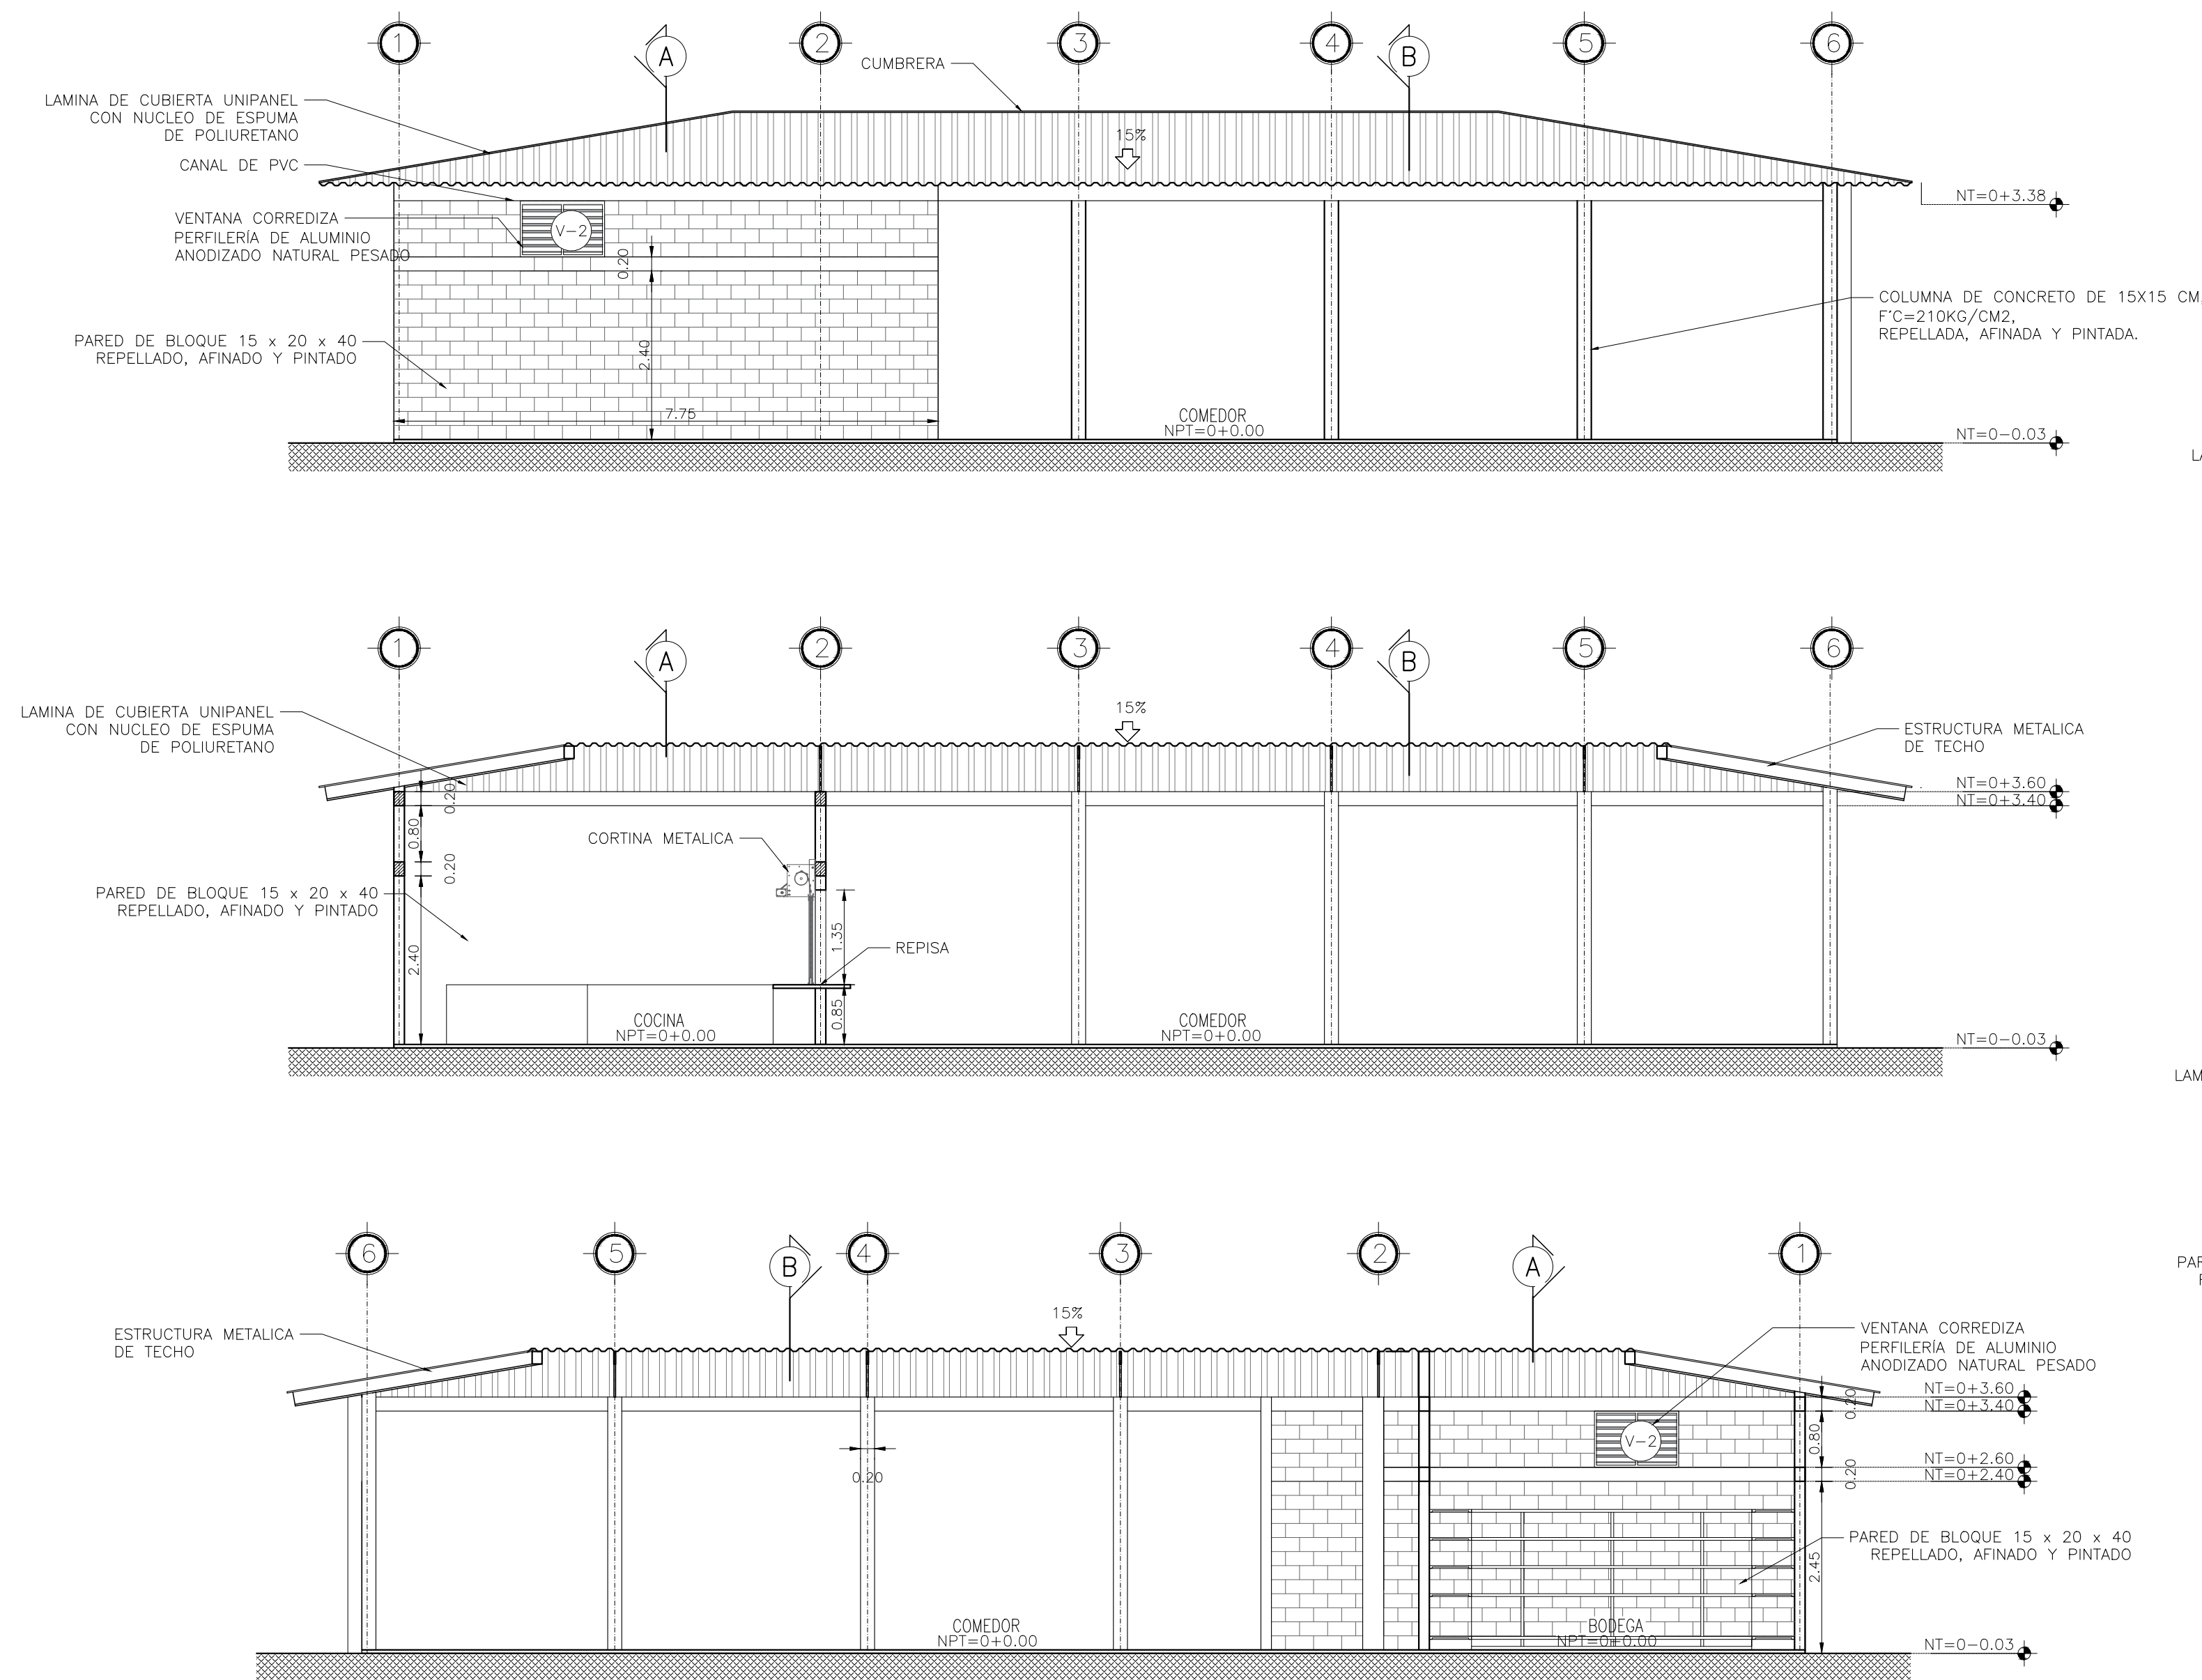 1
A
2
3
4
B
5
6
CUMBRERA
LAMINA DE CUBIERTA UNIPANEL
CON NUCLEO DE ESPUMA
DE POLIURETANO
15%
CANAL DE PVC
NT=0+3.38
VENTANA CORREDIZA
PERFILERÍA DE ALUMINIO
ANODIZADO NATURAL PESADO
V-2
0.20
COLUMNA DE CONCRETO DE 15X15 CM,
F´C=210KG/CM2,
REPELLADA, AFINADA Y PINTADA.
PARED DE BLOQUE 15 x 20 x 40
REPELLADO, AFINADO Y PINTADO
2.40
7.75
COMEDOR
NPT=0+0.00
NT=0-0.03
LA
1
A
2
3
4
B
5
6
LAMINA DE CUBIERTA UNIPANEL
CON NUCLEO DE ESPUMA
DE POLIURETANO
15%
ESTRUCTURA METALICA
DE TECHO
NT=0+3.60
NT=0+3.40
0.20
0.80
0.20
CORTINA METALICA
PARED DE BLOQUE 15 x 20 x 40
REPELLADO, AFINADO Y PINTADO
2.40
1.35
REPISA
0.85
COCINA
NPT=0+0.00
COMEDOR
NPT=0+0.00
NT=0-0.03
LAM
6
5
B
4
3
2
A
1
PAR
ESTRUCTURA METALICA
DE TECHO
15%
VENTANA CORREDIZA
PERFILERÍA DE ALUMINIO
ANODIZADO NATURAL PESADO
NT=0+3.60
NT=0+3.40
0.20
0.80
V-2
NT=0+2.60
NT=0+2.40
0.20
0.20
PARED DE BLOQUE 15 x 20 x 40
REPELLADO, AFINADO Y PINTADO
2.45
COMEDOR
NPT=0+0.00
BODEGA
NPT=0+0.00
NT=0-0.03